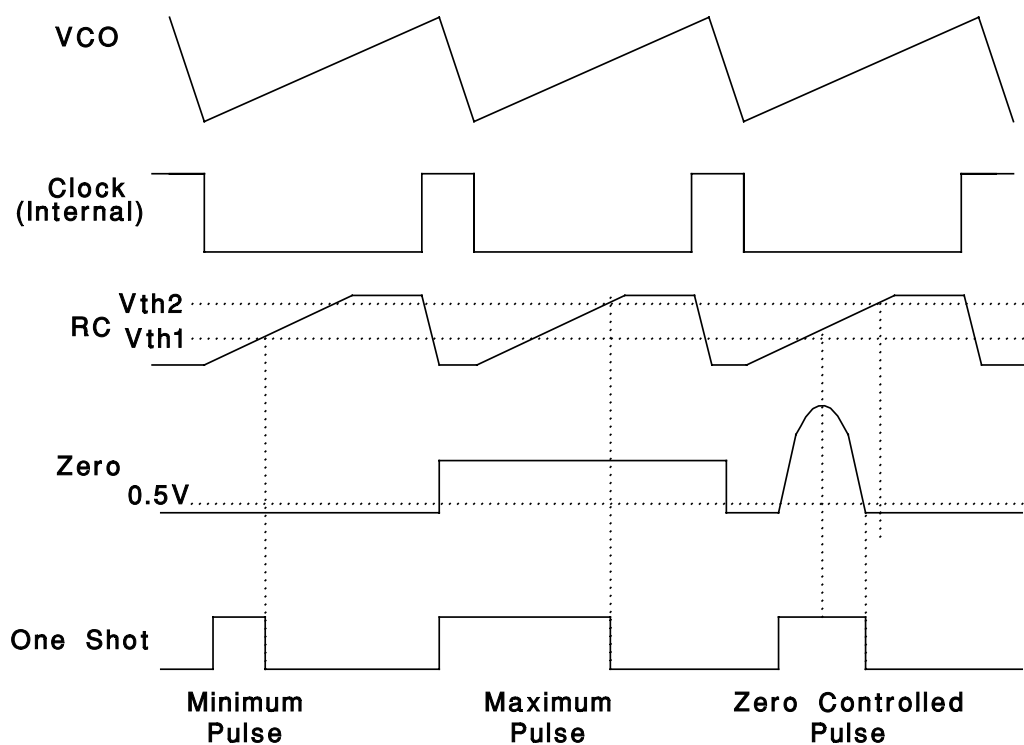 VCO
Clock
(Internal)
Vth2
RC
Vth1
Zero
0.5V
One Shot
Minimum
Pulse
Maximum
Pulse
Zero Controlled
Pulse